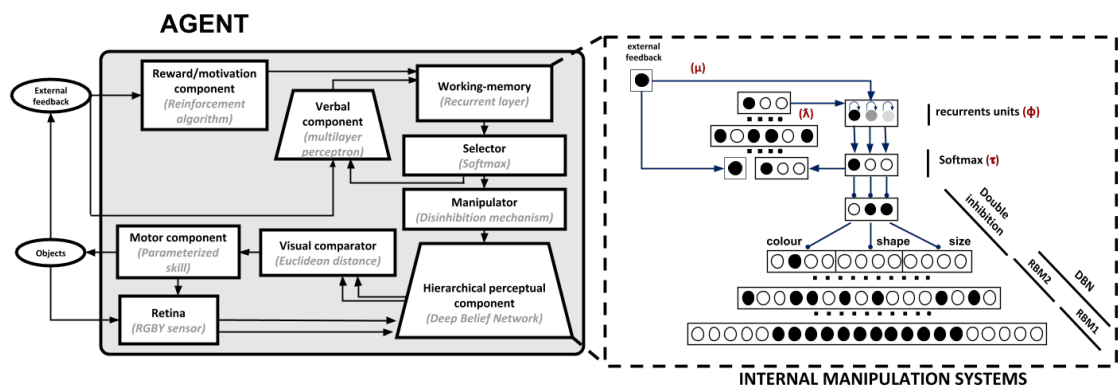 AGENT
External
feedback
Reward/motivation
component
(Reinforcement
algorithm)
Verbal
component
(multilayer
perceptron)
Working-memory
(Recurrent layer)
Selector
(Softmax)
Manipulator
(Disinhibition mechanism)
Objects
Motor component
(Parameterized
skill)
Visual comparator
(Euclidean distance)
Hierarchical perceptual
component
(Deep Belief Network)
Retina
(RGBY sensor)
external
feedback
(μ)
(ƛ)
recurrents units (ϕ)
Softmax (τ)
Double
inhibition
colour
shape
size
RBM2
DBN
RBM1
INTERNAL MANIPULATION SYSTEMS